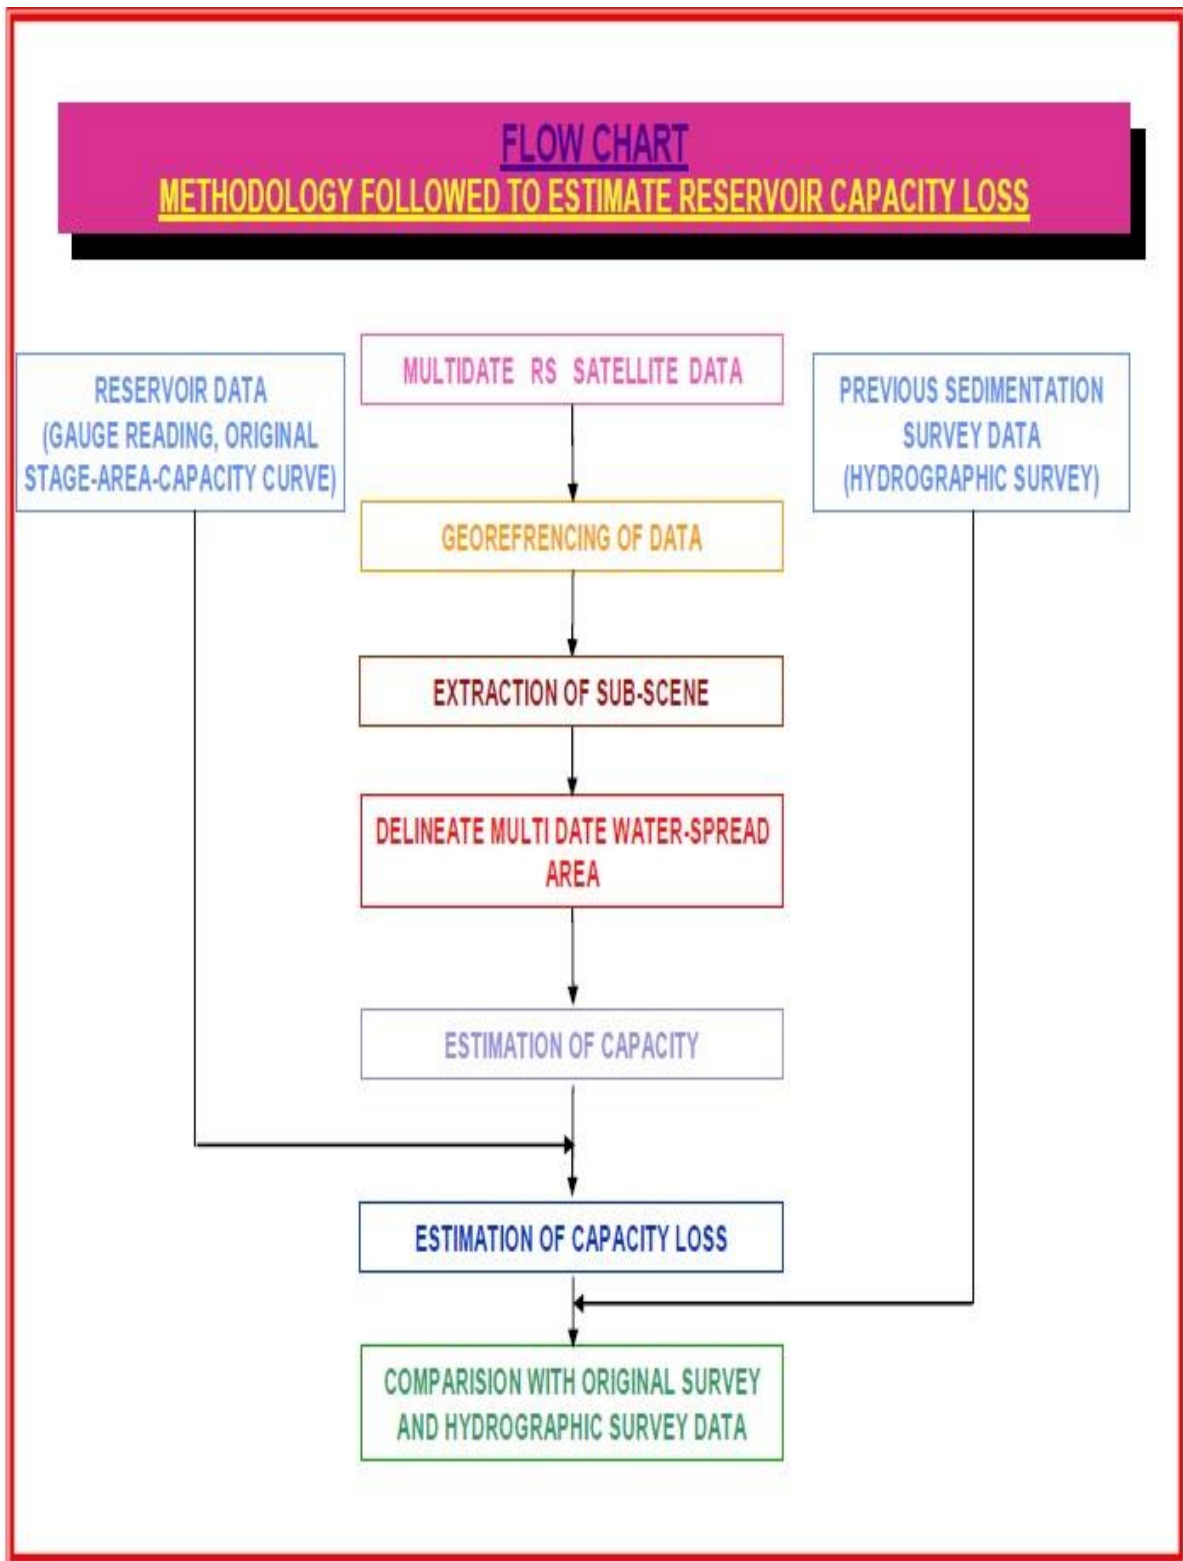 FLOW CHART
METHODOLOGY FOLLOWED TO ESTIMATE RESERVOIR CAPACITY LOSS
RESERVOIR DATA
(GAUGE READING, ORIGINAL
STAGE-AREA-CAPACITY CURVE)
MULTIDATE RS SATELLITE DATA
PREVIOUS SEDIMENTATION
SURVEY DATA
(HYDROGRAPHIC SURVEY)
GEOREFRENCING OF DATA
EXTRACTION OF SUB-SCENE
DELINEATE MULTI DATE WATER-SPREAD
AREA
ESTIMATION OF CAPACITY
ESTIMATION OF CAPACITY LOSS
COMPARISION WITH ORIGINAL SURVEY
AND HYDROGRAPHIC SURVEY DATA